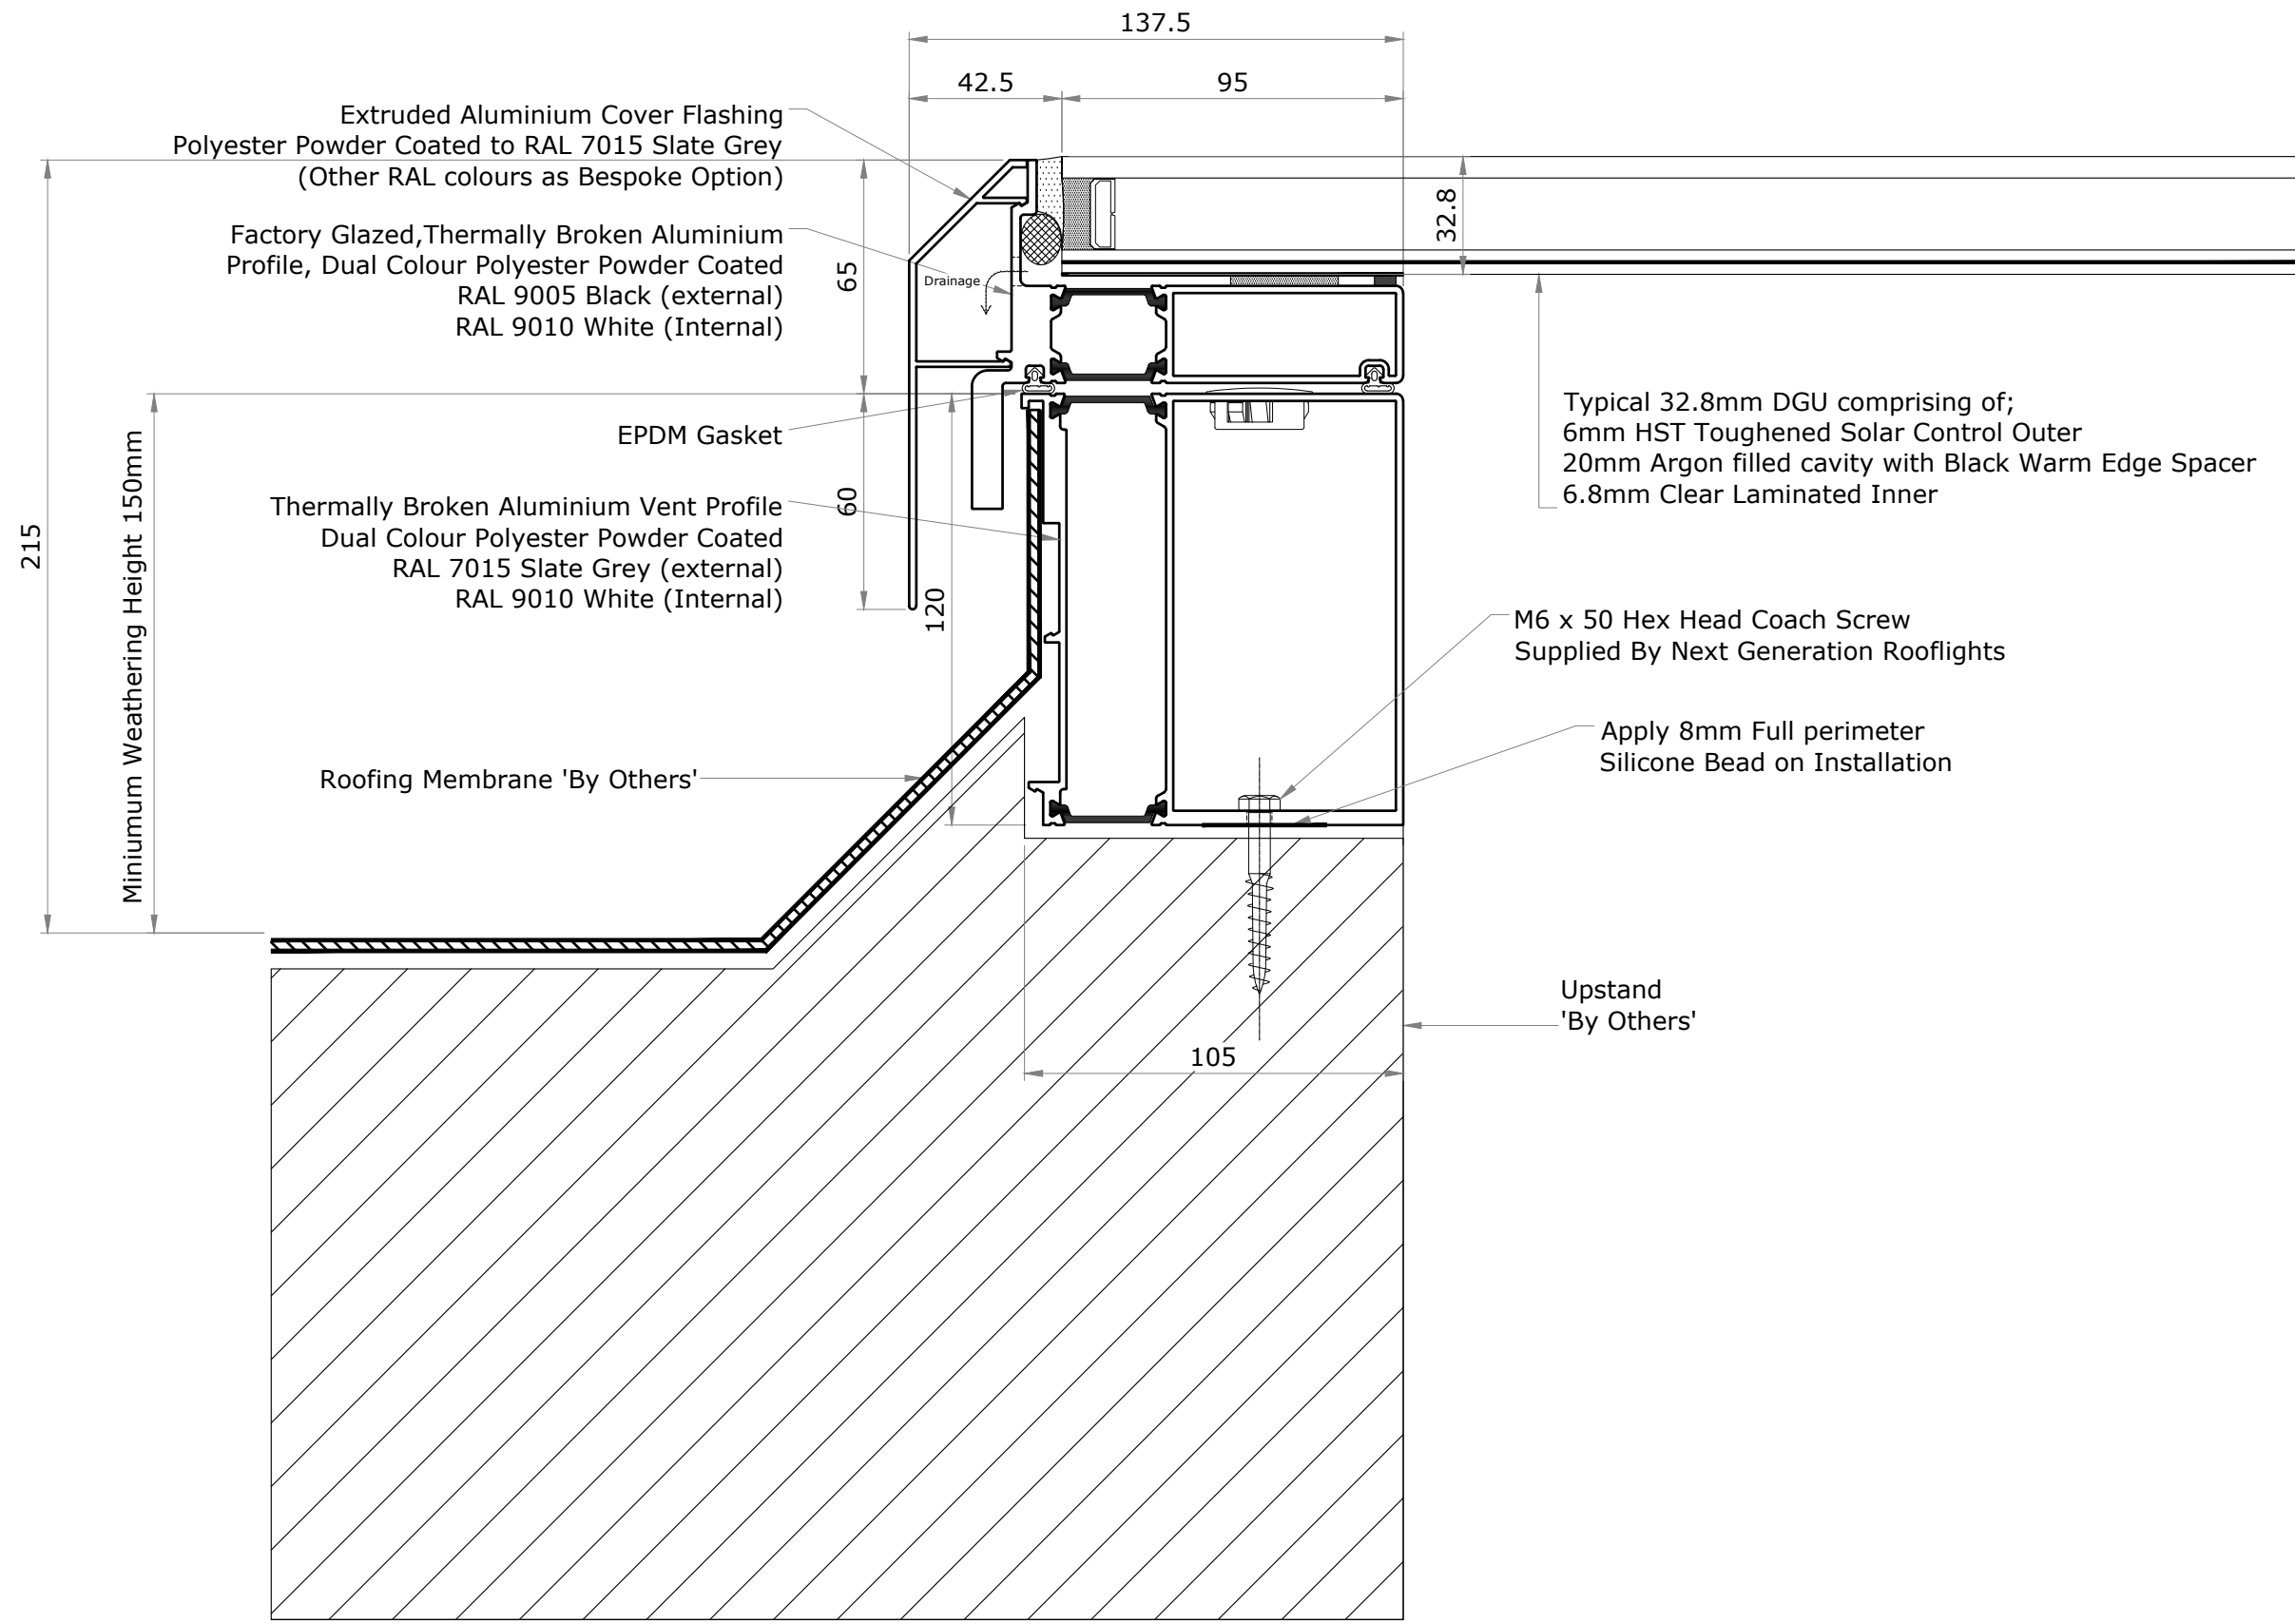 137.5
42.5
95
Extruded Aluminium Cover Flashing
Polyester Powder Coated to RAL 7015 Slate Grey
(Other RAL colours as Bespoke Option)
Factory Glazed,Thermally Broken Aluminium
Profile, Dual Colour Polyester Powder Coated
RAL 9005 Black (external)
RAL 9010 White (Internal)
32.8
65
Drainage
EPDM Gasket
Typical 32.8mm DGU comprising of;
6mm HST Toughened Solar Control Outer
20mm Argon filled cavity with Black Warm Edge Spacer
6.8mm Clear Laminated Inner
Thermally Broken Aluminium Vent Profile
Dual Colour Polyester Powder Coated
RAL 7015 Slate Grey (external)
RAL 9010 White (Internal)
60
215
Miniumum Weathering Height 150mm
120
M6 x 50 Hex Head Coach Screw
Supplied By Next Generation Rooflights
Apply 8mm Full perimeter
Silicone Bead on Installation
Roofing Membrane 'By Others'
Upstand
'By Others'
105